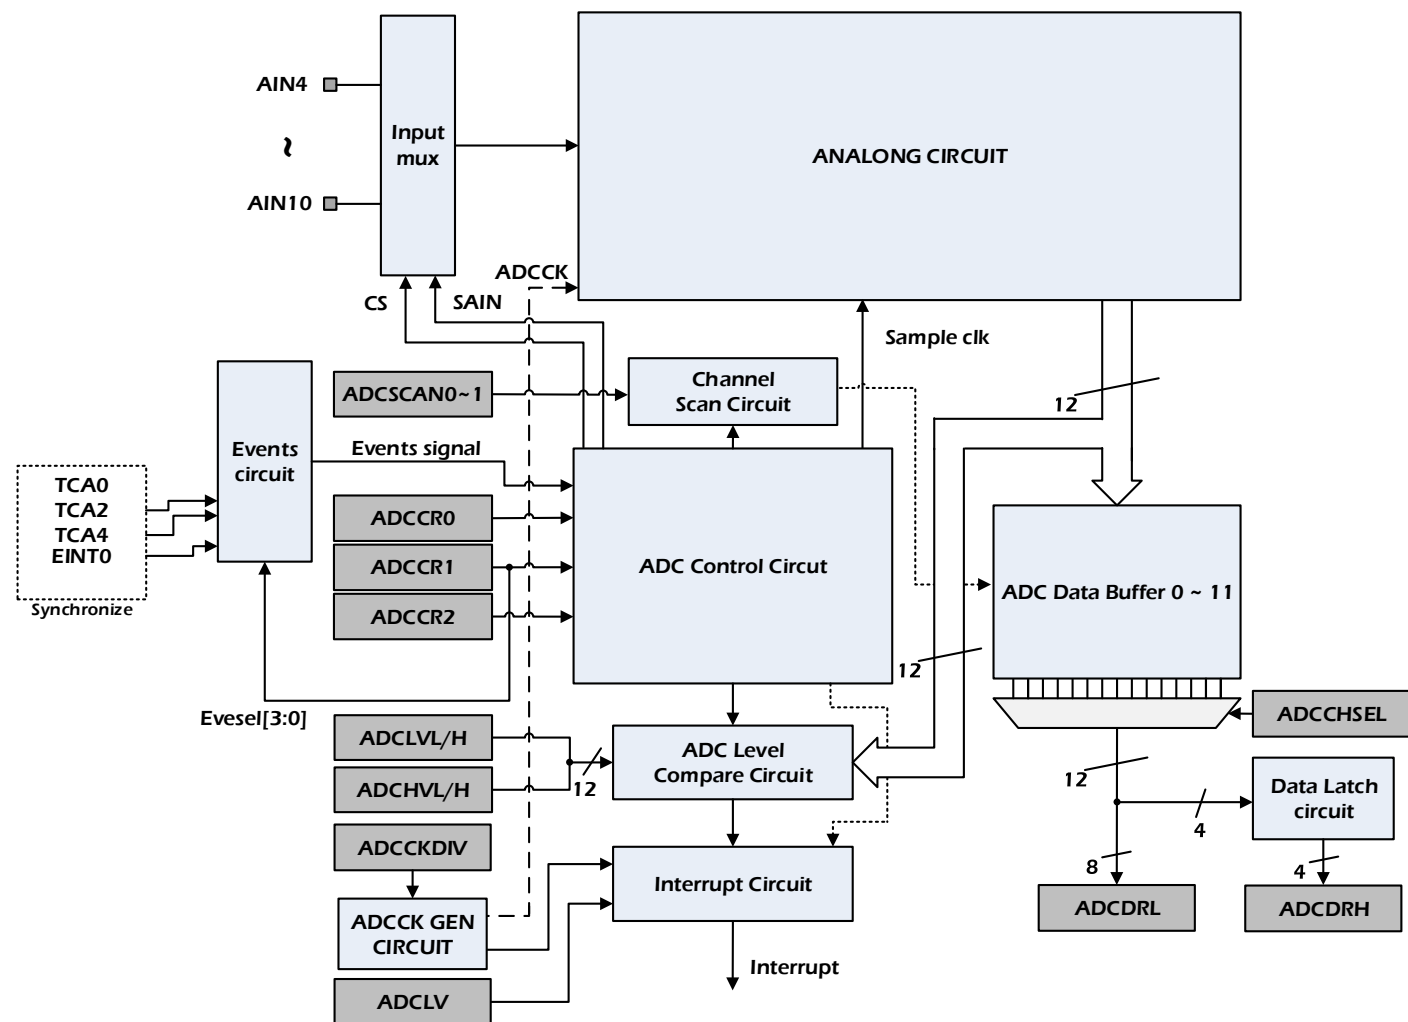 AIN4
~
AIN10
Input
mux
ANALONG CIRCUIT
ADCCK
CS
SAIN
Sample clk
ADCSCAN0~1
Channel
Scan Circuit
12
Events
circuit
Events signal
TCA0
TCA2
TCA4
EINT0
Synchronize
ADCCR0
ADCCR1
ADCCR2
ADC Control Circut
ADC Data Buffer 0 ~ 11
12
Evesel[3:0]
ADCCHSEL
ADCLVL/H
ADCHVL/H
12
ADC Level
Compare Circuit
12
Data Latch
circuit
4
ADCCKDIV
8
4
Interrupt Circuit
ADCDRL
ADCDRH
ADCCK GEN
CIRCUIT
Interrupt
ADCLV